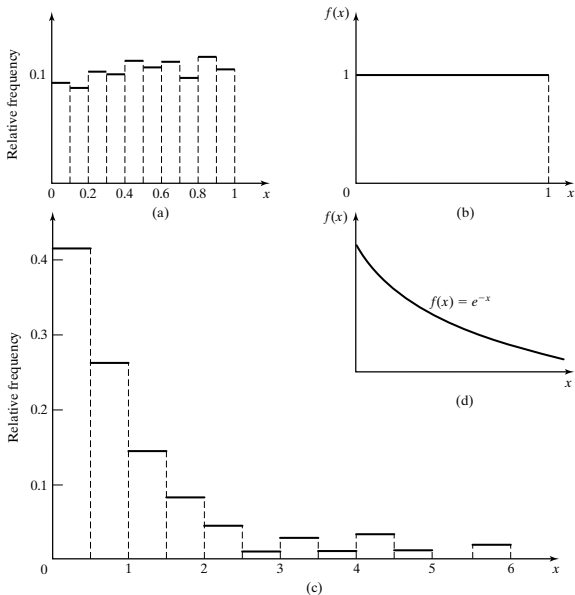 Relative frequency
0.1
0 0.2 0.4 0.6 0.8 1 x
(a)
f(x)
1
0 1 x
(b)
Relative frequency
0.4
0.3
0.2
0.1
0 1 2 3 4 5 6 x
(c)
f(x)
f(x) = e⁻ˣ
x
(d)